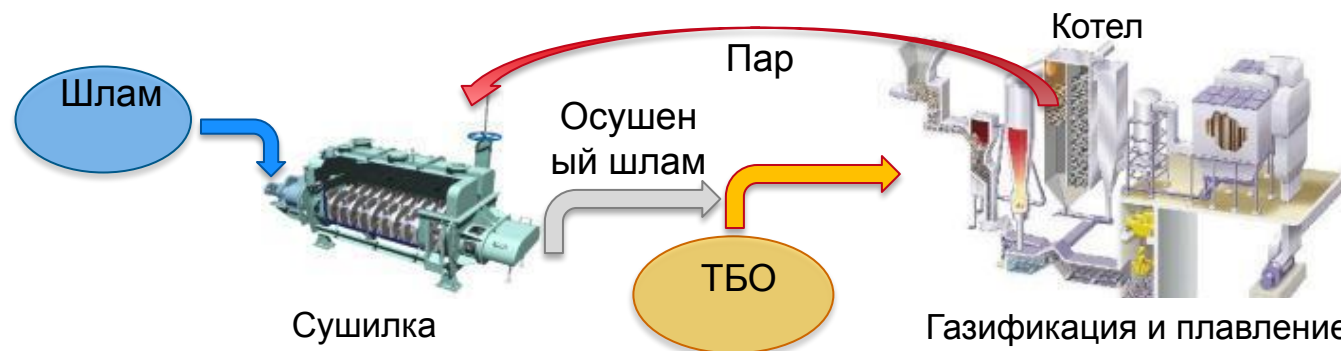 Котел
Пар
Шлам
Осушен
ый шлам
ТБО
Сушилка
Газификация и плавление